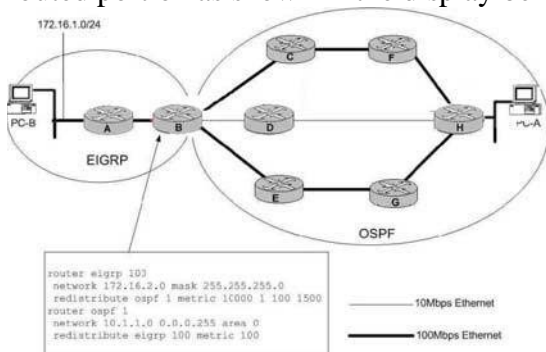 172.16.1.0/24
C
F
PC-B
A
B
D
H
PC-A
EIGRP
E
G
OSPF
router eigrp 103
network 172.16.2.0 mask 255.255.255.0
redistribute ospf 1 metric 10000 1 100 1500
router ospf 1
network 10.1.1.0 0.0.0.255 area 0
redistribute eigrp 100 metric 100
10Mbps Ethernet
100Mbps Ethernet